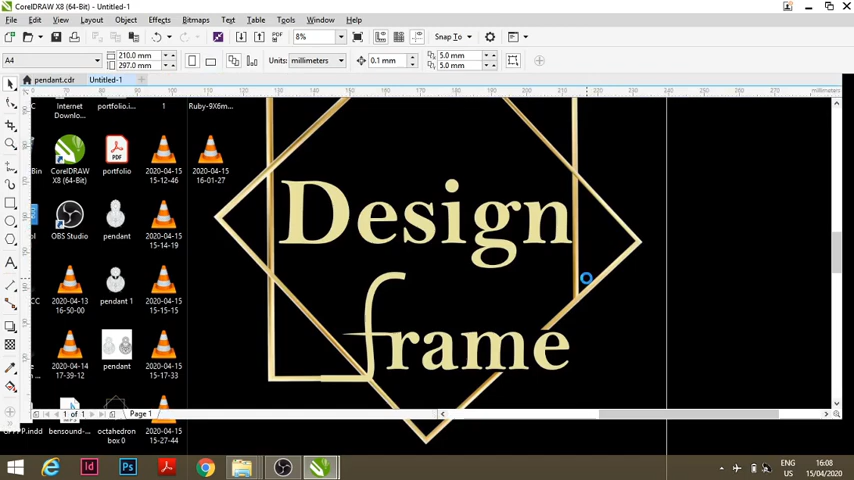 CorelDRAW X8 (64-Bit) - Untitled-1
File Edit View Layout Object Effects Bitmaps Text Table Tools Window Help
PDF 8% Snap To
A4 210.0 mm 297.0 mm Units: millimeters 0.1 mm 5.0 mm 5.0 mm
pendant.cdr Untitled-1
millimeters
Internet Downlo... portfolio.i... 1 Ruby-9X6m...
CorelDRAW X8 (64-Bit) portfolio 2020-04-15 15-12-46 2020-04-15 16-01-27
OBS Studio pendant 2020-04-15 15-14-19
2020-04-13 16-50-00 pendant 1 2020-04-15 15-15-15
2020-04-14 17-39-12 pendant 2020-04-15 15-17-33
bensound-... octahedron box 0 2020-04-15 15-27-44
Design
frame
1 of 1 Page 1
ENG 16:08
US 15/04/2020